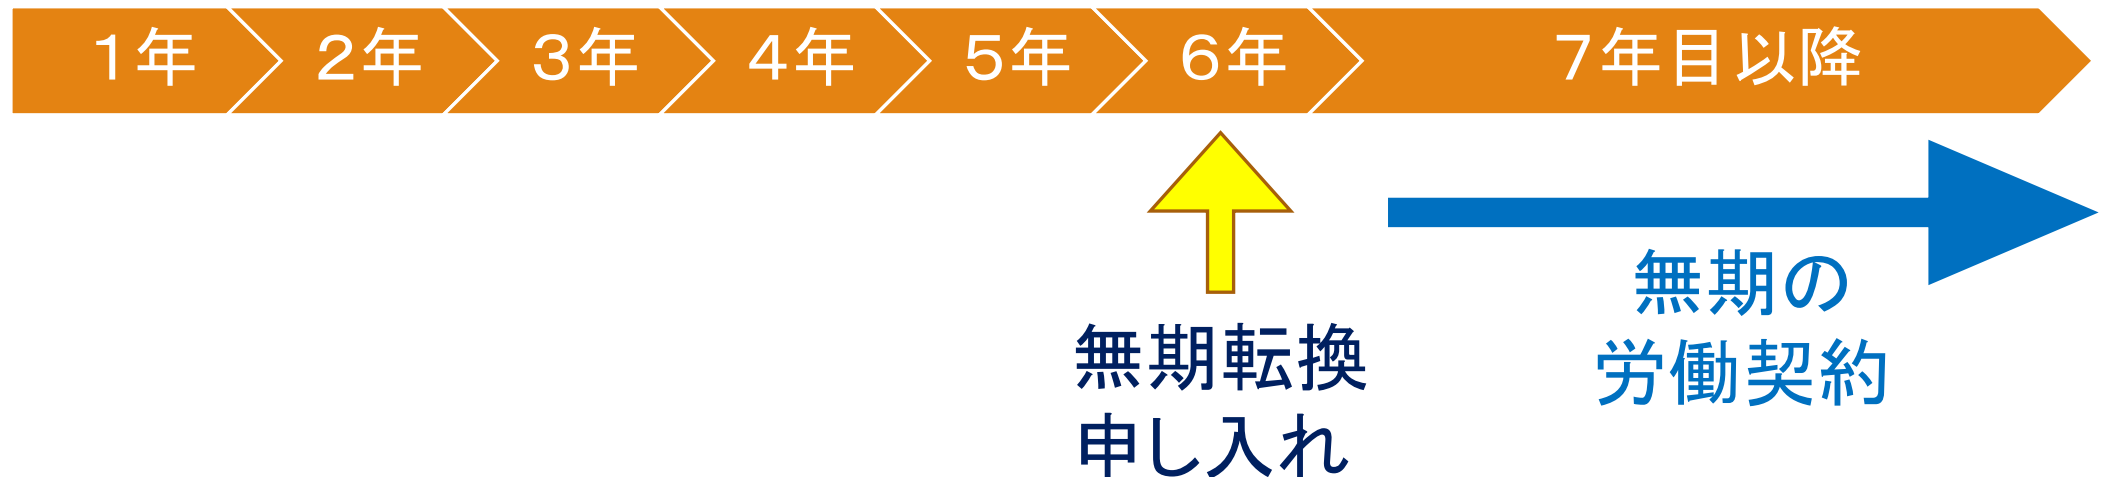 １年
２年
３年
４年
５年
６年
７年目以降
無期転換
申し入れ
無期の
労働契約